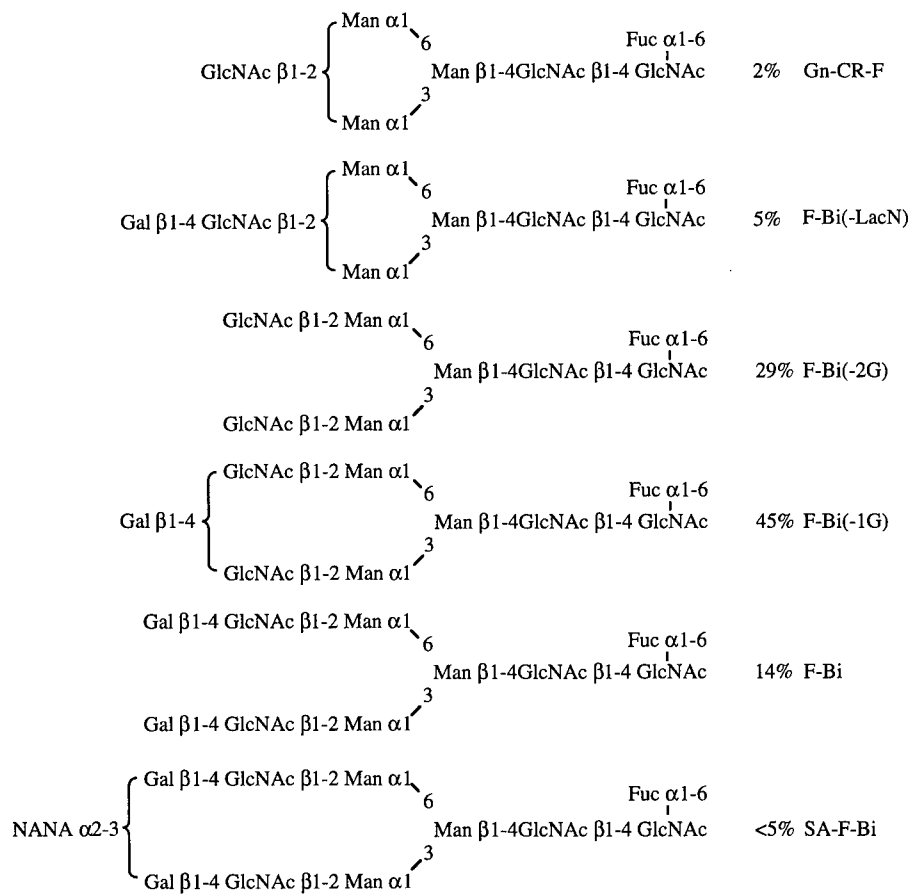 Man α1
6
Fuc α1-6
GlcNAc β1-2 Man β1-4GlcNAc β1-4 GlcNAc 2% Gn-CR-F
3
Man α1
Man α1
6
Fuc α1-6
Gal β1-4 GlcNAc β1-2 Man β1-4GlcNAc β1-4 GlcNAc 5% F-Bi(-LacN)
3
Man α1
GlcNAc β1-2 Man α1
6
Fuc α1-6
Man β1-4GlcNAc β1-4 GlcNAc 29% F-Bi(-2G)
3
GlcNAc β1-2 Man α1
GlcNAc β1-2 Man α1
6
Fuc α1-6
Gal β1-4 Man β1-4GlcNAc β1-4 GlcNAc 45% F-Bi(-1G)
3
GlcNAc β1-2 Man α1
Gal β1-4 GlcNAc β1-2 Man α1
6
Fuc α1-6
Man β1-4GlcNAc β1-4 GlcNAc 14% F-Bi
3
Gal β1-4 GlcNAc β1-2 Man α1
Gal β1-4 GlcNAc β1-2 Man α1
6
Fuc α1-6
NANA α2-3 Man β1-4GlcNAc β1-4 GlcNAc <5% SA-F-Bi
3
Gal β1-4 GlcNAc β1-2 Man α1